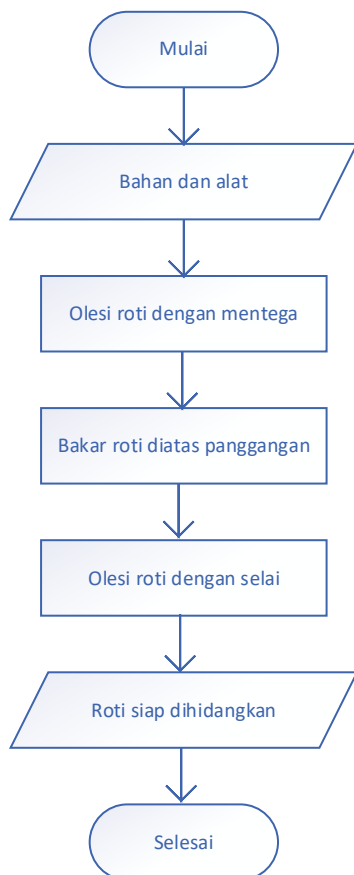 Mulai
Bahan dan alat
Olesi roti dengan mentega
Bakar roti diatas panggangan
Olesi roti dengan selai
Roti siap dihidangkan
Selesai